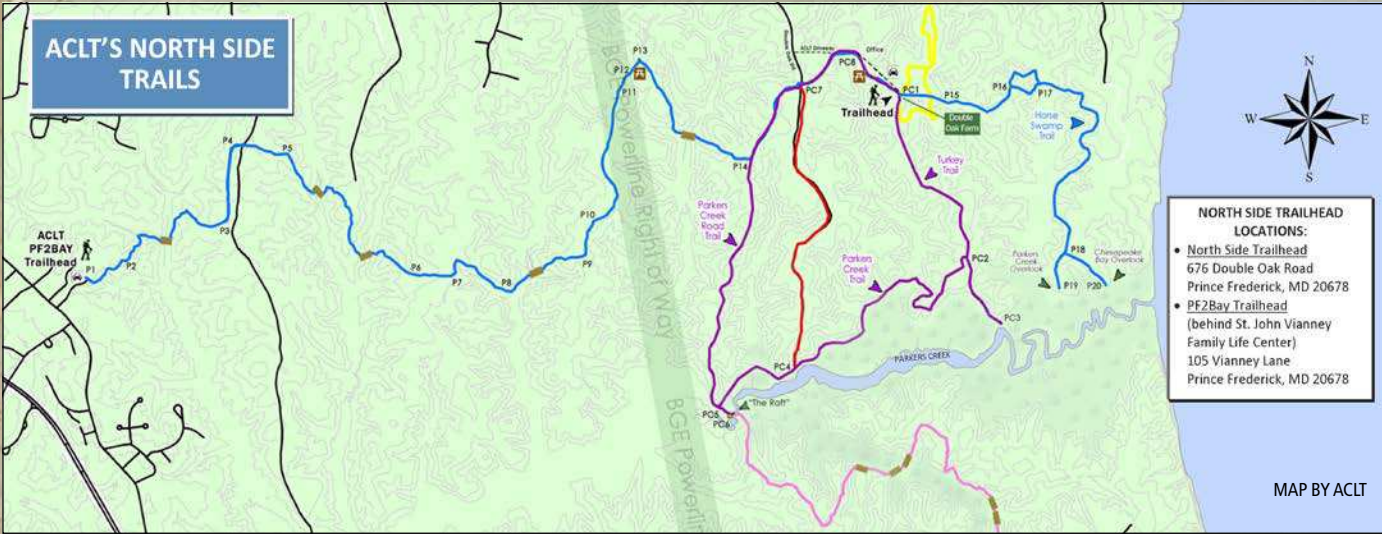 ACLT'S NORTH SIDE
TRAILS
ACLT
PF2BAY
Trailhead
P1
P2
P3
P4
P5
P6
P7
P8
P9
P10
P11
P12
P13
P14
BGE Powerline Right of Way
BGE Powerlin
Double Oak Rd
ACLT Driveway
Office
PC8
PC7
PC1
Trailhead
Double
Oak Farm
P15
P16
P17
Horse
Swamp
Trail
Turkey
Trail
Parkers
Creek
Road
Trail
Parkers
Creek
Trail
PC2
PC3
PC4
PC5
PC6
"The Raft"
PARKERS CREEK
P18
Parkers
Creek
Overlook
P19
Chesapeake
Bay Overlook
P20
N
W
E
S
NORTH SIDE TRAILHEAD
LOCATIONS:
• North Side Trailhead
676 Double Oak Road
Prince Frederick, MD 20678
• PF2Bay Trailhead
(behind St. John Vianney
Family Life Center)
105 Vianney Lane
Prince Frederick, MD 20678
MAP BY ACLT